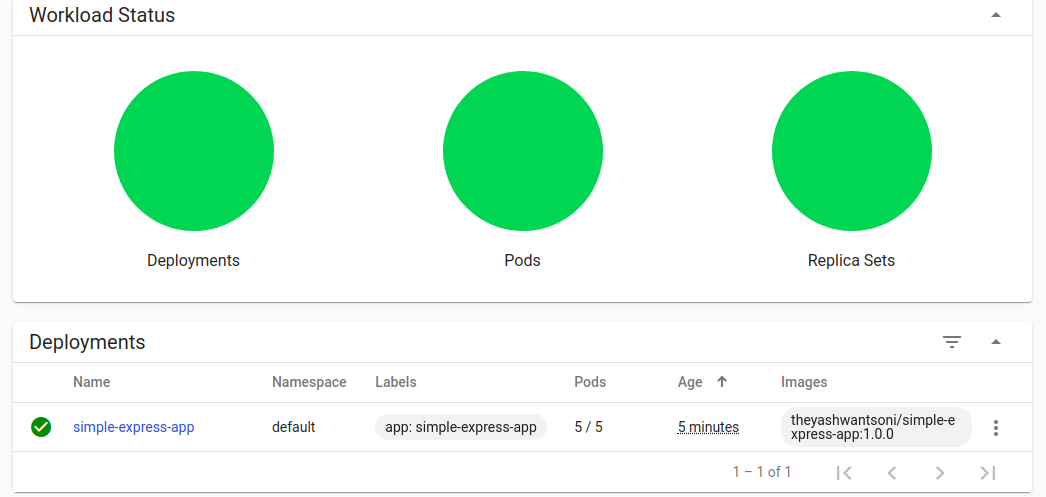 Workload Status
Deployments Pods Replica Sets
Deployments
Name Namespace Labels Pods Age Images
simple-express-app default app: simple-express-app 5 / 5 5 minutes theyashwantsoni/simple-e
xpress-app:1.0.0
1 – 1 of 1